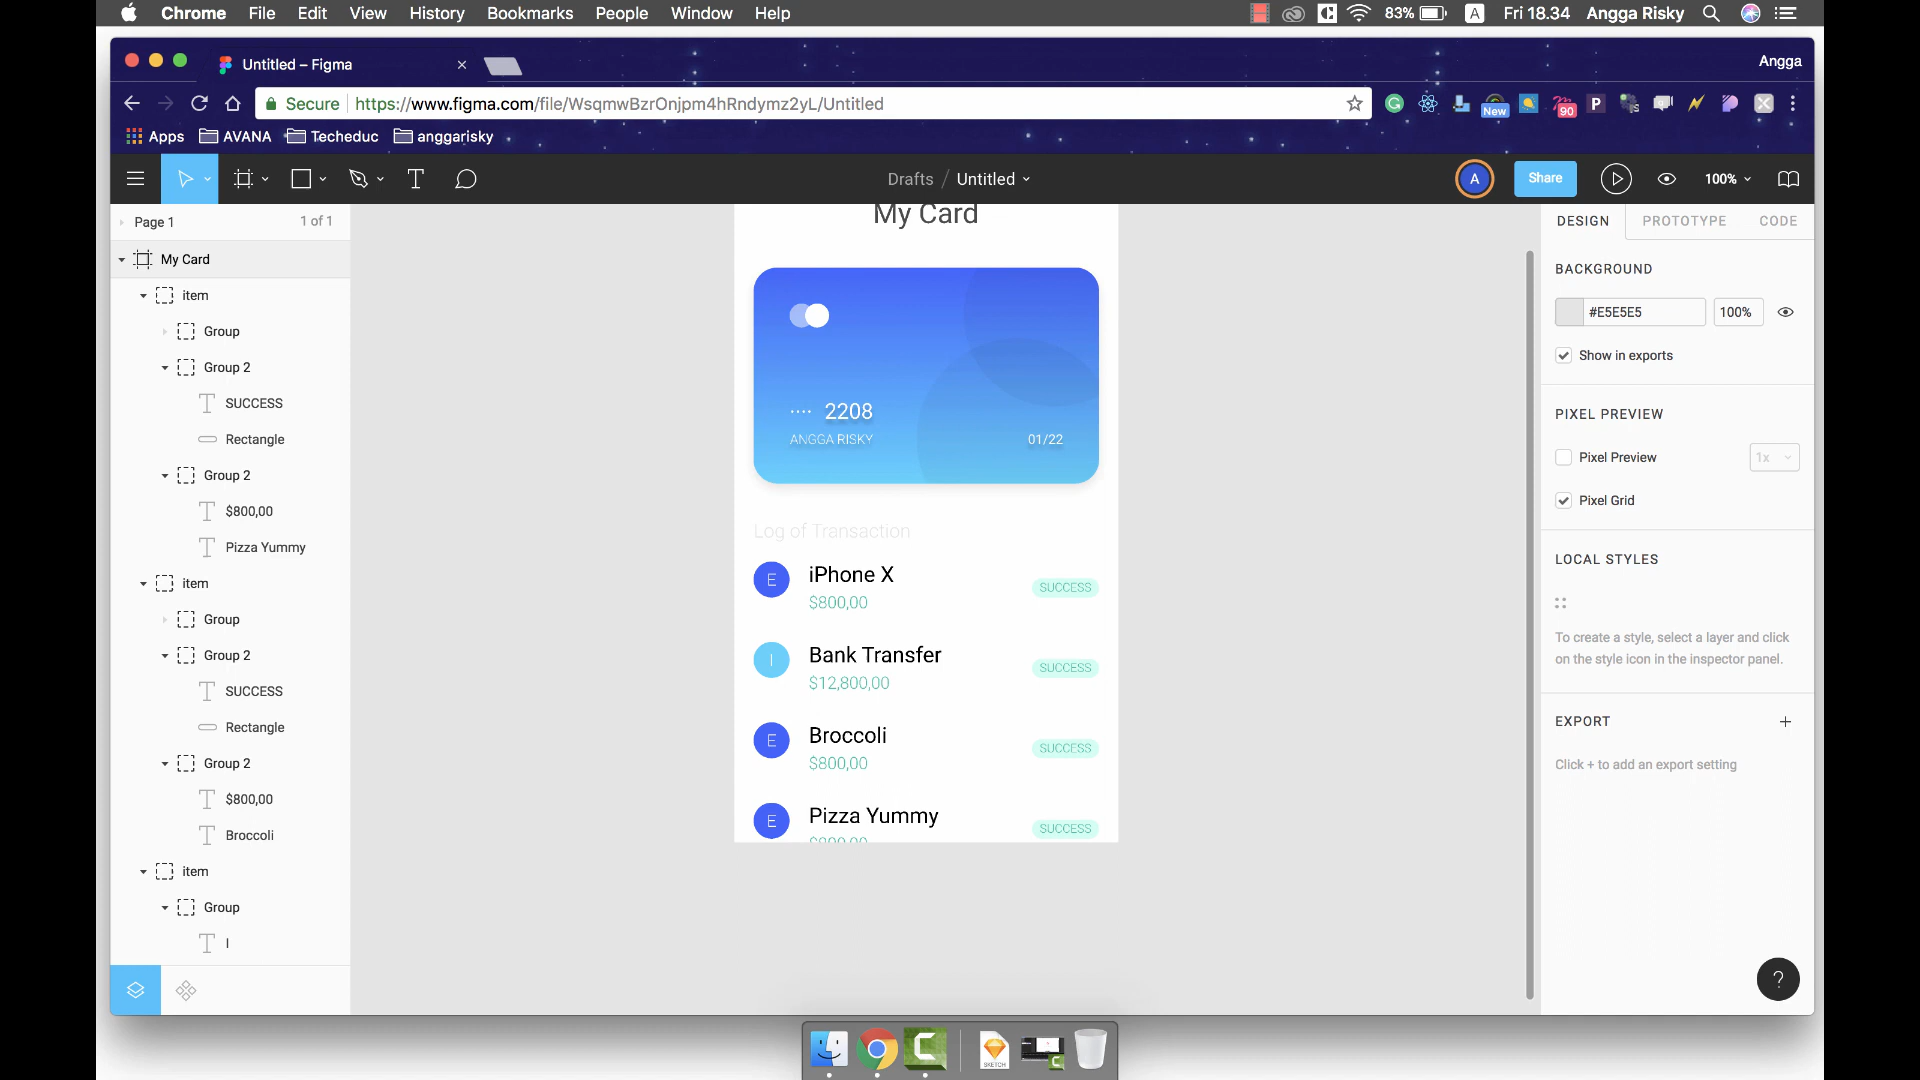 Chrome File Edit View History Bookmarks People Window Help 83% A Fri 18.34 Angga Risky
Untitled – Figma Angga
Secure https://www.figma.com/file/WsqmwBzrOnjpm4hRndymz2yL/Untitled New 90 P
Apps AVANA Techeduc anggarisky
Drafts / Untitled A Share 100%
Page 1 1 of 1
My Card
item
Group
Group 2
SUCCESS
Rectangle
Group 2
$800,00
Pizza Yummy
item
Group
Group 2
SUCCESS
Rectangle
Group 2
$800,00
Broccoli
item
Group
I
My Card
···· 2208
ANGGA RISKY 01/22
Log of Transaction
E iPhone X SUCCESS
$800,00
I Bank Transfer SUCCESS
$12,800,00
E Broccoli SUCCESS
$800,00
E Pizza Yummy SUCCESS
$800,00
DESIGN PROTOTYPE CODE
BACKGROUND
#E5E5E5 100%
Show in exports
PIXEL PREVIEW
Pixel Preview 1x
Pixel Grid
LOCAL STYLES
To create a style, select a layer and click
on the style icon in the inspector panel.
EXPORT +
Click + to add an export setting
?
SKETCH